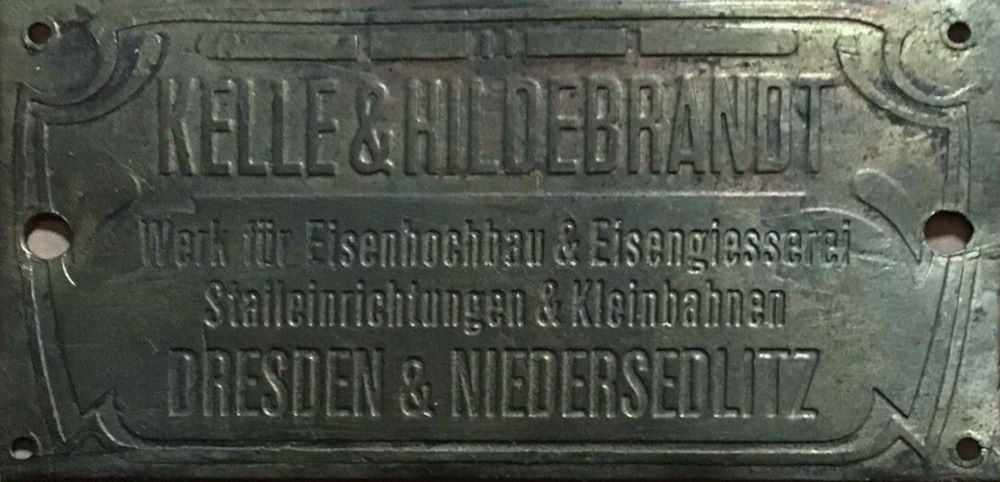 KELLE & HILDEBRANDT
Werk für Eisenhochbau & Eisengiesserei
Stalleinrichtungen & Kleinbahnen
DRESDEN & NIEDERSEDLITZ